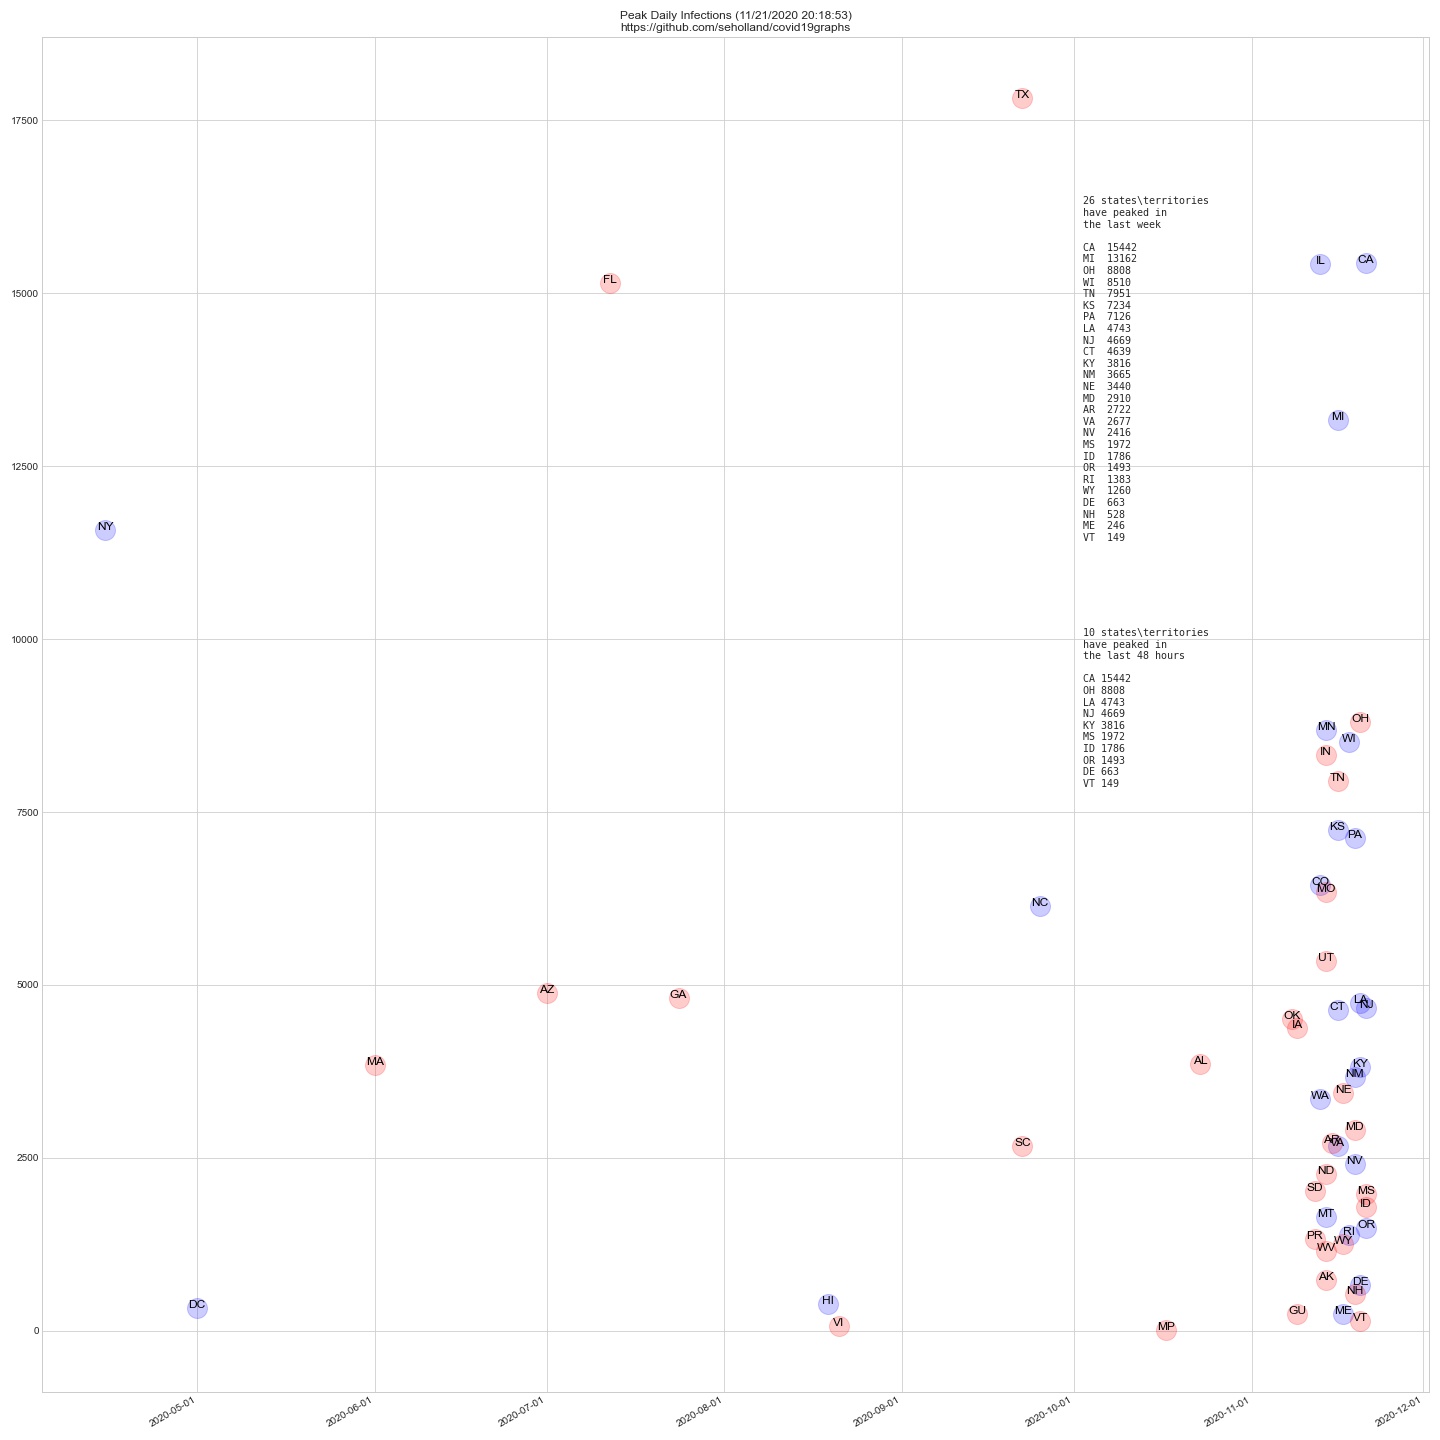 Peak Daily Infections (11/21/2020 20:18:53)
https://github.com/seholland/covid19graphs
TX
17500
26 states\territories
have peaked in
the last week
CA  15442
MI  13162
OH  8808
WI  8510
TN  7951
KS  7234
PA  7126
LA  4743
NJ  4669
CT  4639
KY  3816
NM  3665
NE  3440
MD  2910
AR  2722
VA  2677
NV  2416
MS  1972
ID  1786
OR  1493
RI  1383
WY  1260
DE  663
NH  528
ME  246
VT  149
IL
CA
FL
15000
MI
12500
NY
10000
10 states\territories
have peaked in
the last 48 hours
CA 15442
OH 8808
LA 4743
NJ 4669
KY 3816
MS 1972
ID 1786
OR 1493
DE 663
VT 149
OH
MN
WI
IN
TN
7500
KS
PA
CO
MO
NC
UT
AZ
GA
5000
LA
NJ
CT
OK
IA
MA
AL
KY
NM
NE
WA
MD
SC
AR
VA
2500
NV
ND
SD
MS
ID
MT
OR
PR
RI
WY
WV
AK
DE
NH
DC
HI
GU
ME
VT
VI
MP
0
2020-05-01
2020-06-01
2020-07-01
2020-08-01
2020-09-01
2020-10-01
2020-11-01
2020-12-01